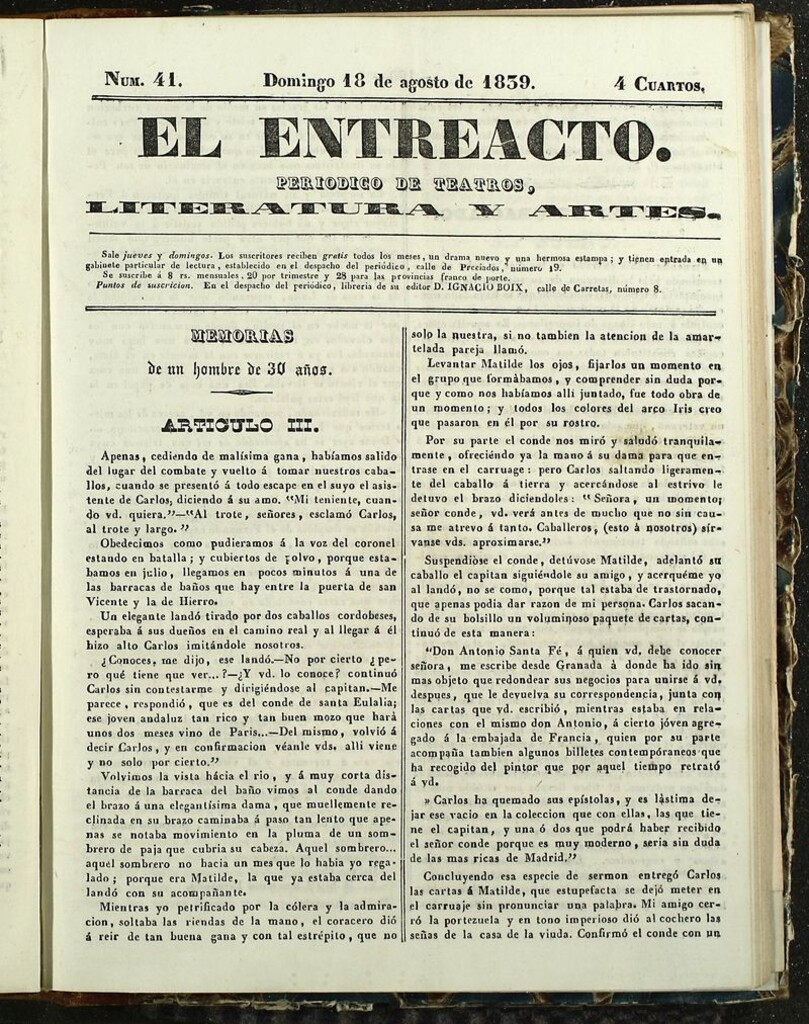 NUM. 41. Domingo 18 de agosto de 1839. 4 CUARTOS.
EL ENTREACTO.
PERIODICO DE TEATROS,
LITERATURA Y ARTES.
Sale jueves y domingos. Los suscritores reciben gratis todos los meses, un drama nuevo y una hermosa estampa; y tienen entrada en un
gabinete particular de lectura, establecido en el despacho del periódico, calle de Preciados, número 19.
Se suscribe á 8 rs. mensuales, 20 por trimestre y 28 para las provincias franco de porte.
Puntos de suscricion. En el despacho del periódico, libreria de su editor D. IGNACIO BOIX, calle de Carretas, número 8.
MEMORIAS
de un hombre de 30 años.
ARTICULO III.
Apenas, cediendo de malísima gana, habíamos salido
del lugar del combate y vuelto á tomar nuestros caba-
llos, cuando se presentó á todo escape en el suyo el asis-
tente de Carlos, diciendo á su amo. "Mi teniente, cuan-
do vd. quiera."—"Al trote, señores, esclamó Carlos,
al trote y largo."
Obedecimos como pudieramos á la voz del coronel
estando en batalla; y cubiertos de polvo, porque esta-
bamos en julio, llegamos en pocos minutos á una de
las barracas de baños que hay entre la puerta de san
Vicente y la de Hierro.
Un elegante landó tirado por dos caballos cordobeses,
esperaba á sus dueños en el camino real y al llegar á él
hizo alto Carlos imitándole nosotros.
¿Conoces, me dijo, ese landó.—No por cierto ¿pe-
ro qué tiene que ver...?—¿Y vd. lo conoce? continuó
Carlos sin contestarme y dirigiéndose al capitan.—Me
parece, respondió, que es del conde de santa Eulalia;
ese joven andaluz tan rico y tan buen mozo que hará
unos dos meses vino de Paris...—Del mismo, volvió á
decir Carlos, y en confirmacion véanle vds. alli viene
y no solo por cierto."
Volvimos la vista hácia el rio, y á muy corta dis-
tancia de la barraca del baño vimos al conde dando
el brazo á una elegantísima dama, que muellemente re-
clinada en su brazo caminaba á paso tan lento que ape-
nas se notaba movimiento en la pluma de un som-
brero de paja que cubria su cabeza. Aquel sombrero...
aquel sombrero no hacia un mes que lo habia yo rega-
lado; porque era Matilde, la que ya estaba cerca del
landó con su acompañante.
Mientras yo petrificado por la cólera y la admira-
cion, soltaba las riendas de la mano, el coracero dió
á reir de tan buena gana y con tal estrépito, que no
solo la nuestra, si no tambien la atencion de la amar-
telada pareja llamó.
Levantar Matilde los ojos, fijarlos un momento en
el grupo que formábamos, y comprender sin duda por-
que y como nos habíamos alli juntado, fue todo obra de
un momento; y todos los colores del arco Iris creo
que pasaron en él por su rostro.
Por su parte el conde nos miró y saludó tranquila-
mente, ofreciendo ya la mano á su dama para que en-
trase en el carruage: pero Carlos saltando ligeramen-
te del caballo á tierra y acercándose al estrivo le
detuvo el brazo diciendoles: "Señora, un momento;
señor conde, vd. verá antes de mucho que no sin cau-
sa me atrevo á tanto. Caballeros, (esto á nosotros) sír-
vanse vds. aproximarse."
Suspendióse el conde, detúvose Matilde, adelantó su
caballo el capitan siguiéndole su amigo, y acerquéme yo
al landó, no se como, porque tal estaba de trastornado,
que apenas podia dar razon de mi persona. Carlos sacan-
do de su bolsillo un voluminoso paquete de cartas, con-
tinuó de esta manera:
"Don Antonio Santa Fé, á quien vd. debe conocer
señora, me escribe desde Granada á donde ha ido sin
mas objeto que redondear sus negocios para unirse á vd.
despues, que le devuelva su correspondencia, junta con
las cartas que vd. escribió, mientras estaba en rela-
ciones con el mismo don Antonio, á cierto jóven agre-
gado á la embajada de Francia, quien por su parte
acompaña tambien algunos billetes contemporáneos que
ha recogido del pintor que por aquel tiempo retrató
á vd.
» Carlos ha quemado sus epístolas, y es lástima de-
jar ese vacio en la coleccion que con ellas, las que tie-
ne el capitan, y una ó dos que podrá haber recibido
el señor conde porque es muy moderno, seria sin duda
de las mas ricas de Madrid."
Concluyendo esa especie de sermon entregó Carlos
las cartas á Matilde, que estupefacta se dejó meter en
el carruaje sin pronunciar una palabra. Mi amigo cer-
ró la portezuela y en tono imperioso dió al cochero las
señas de la casa de la viuda. Confirmó el conde con un